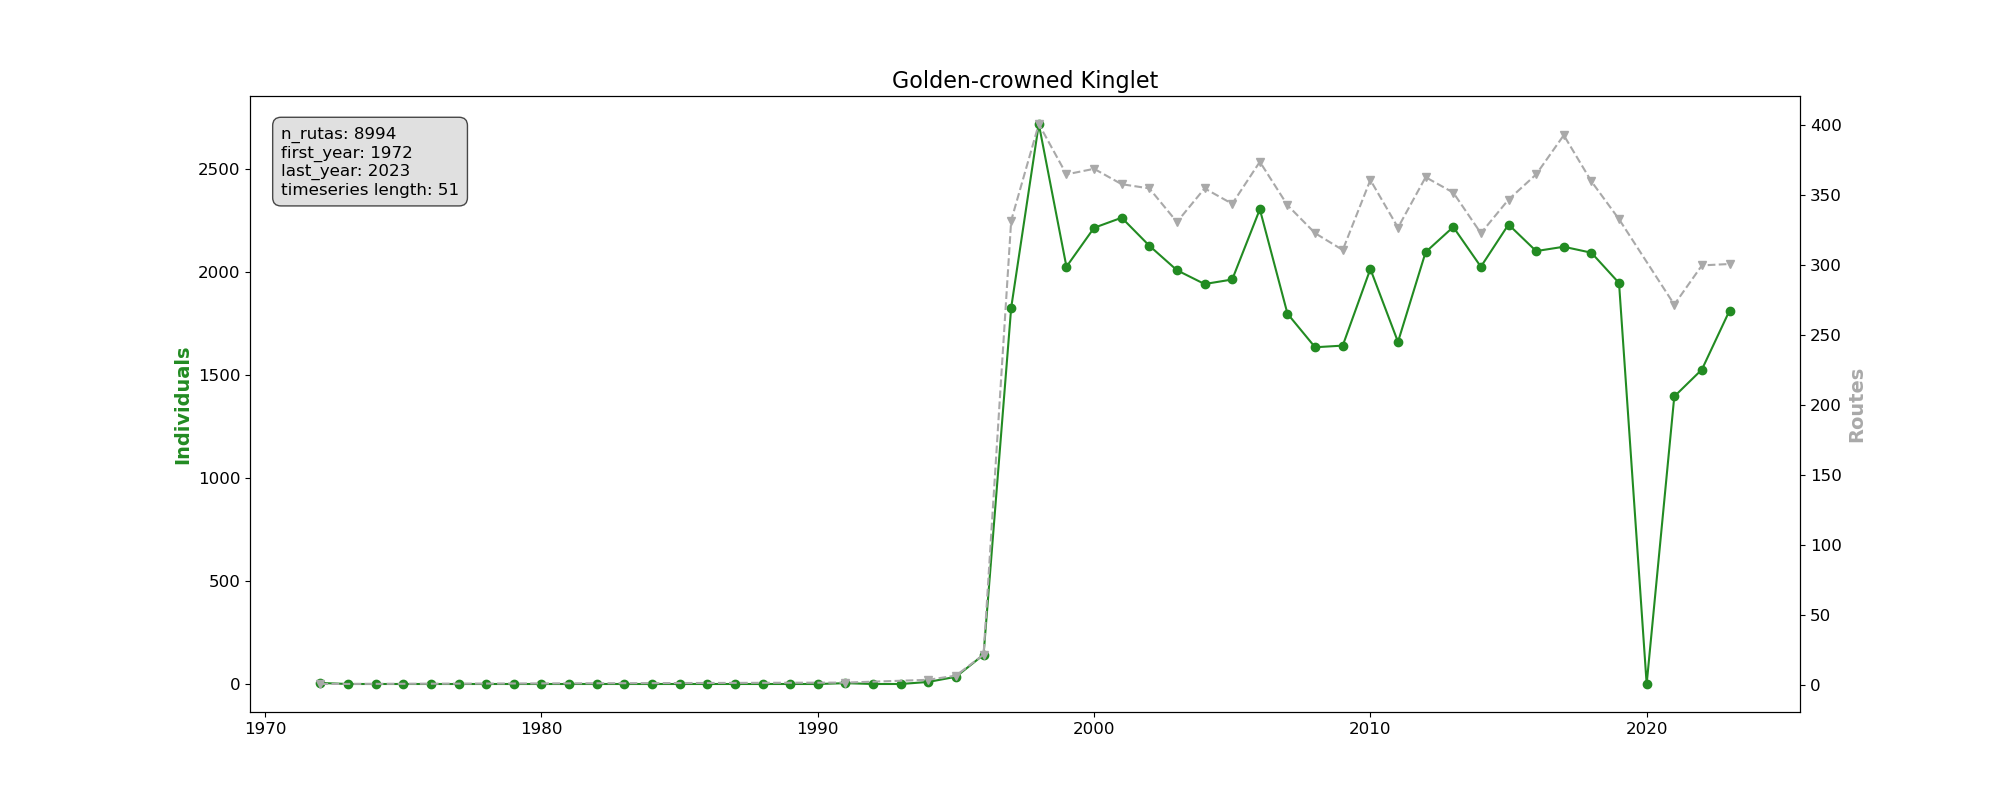 Golden-crowned Kinglet
n_rutas: 8994
first_year: 1972
last_year: 2023
timeseries length: 51
Individuals
2500
2000
1500
1000
500
0
Routes
400
350
300
250
200
150
100
50
0
1970 1980 1990 2000 2010 2020